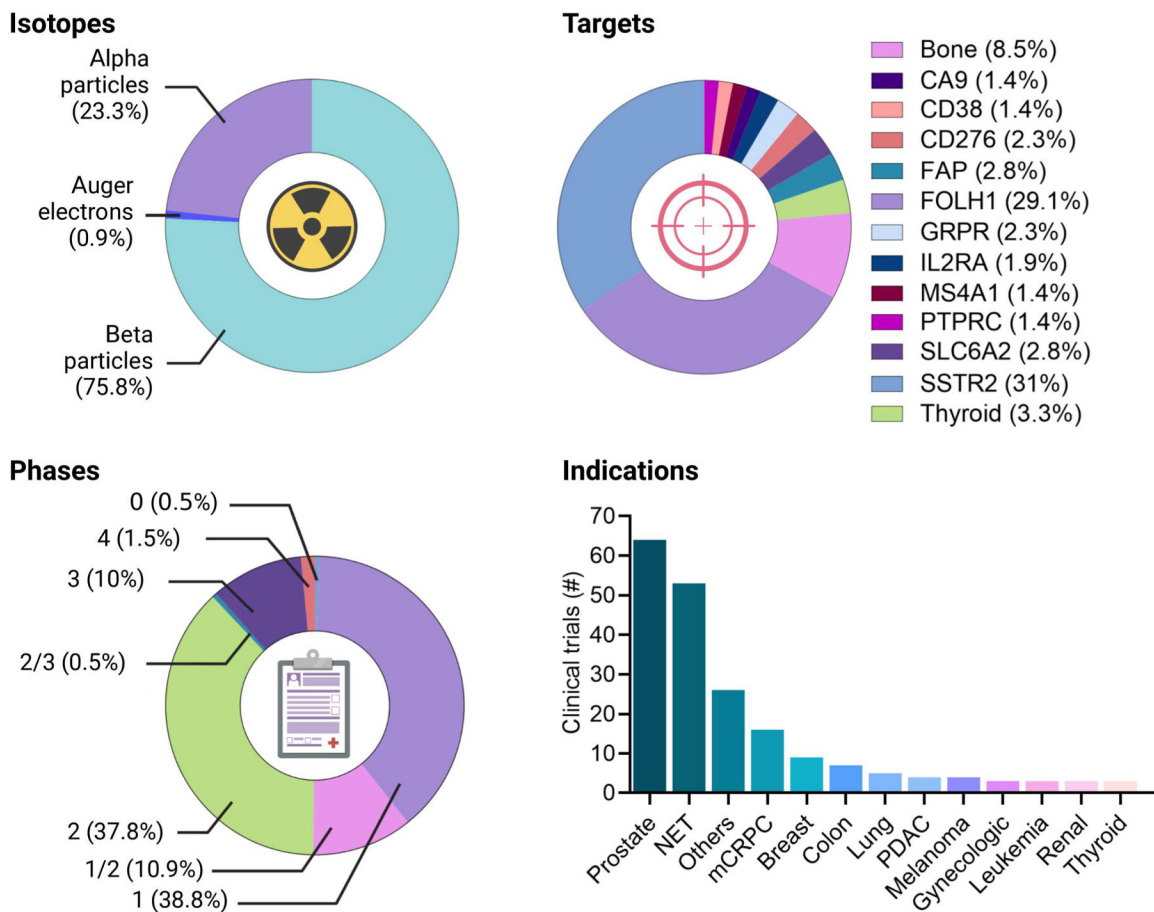 Isotopes
Alpha
particles
(23.3%)
Auger
electrons
(0.9%)
Beta
particles
(75.8%)
Targets
Bone (8.5%)
CA9 (1.4%)
CD38 (1.4%)
CD276 (2.3%)
FAP (2.8%)
FOLH1 (29.1%)
GRPR (2.3%)
IL2RA (1.9%)
MS4A1 (1.4%)
PTPRC (1.4%)
SLC6A2 (2.8%)
SSTR2 (31%)
Thyroid (3.3%)
Phases
0 (0.5%)
4 (1.5%)
3 (10%)
2/3 (0.5%)
2 (37.8%)
1/2 (10.9%)
1 (38.8%)
Indications
Clinical trials (#)
70
60
50
40
30
20
10
0
Prostate
NET
Others
mCRPC
Breast
Colon
Lung
PDAC
Melanoma
Gynecologic
Leukemia
Renal
Thyroid